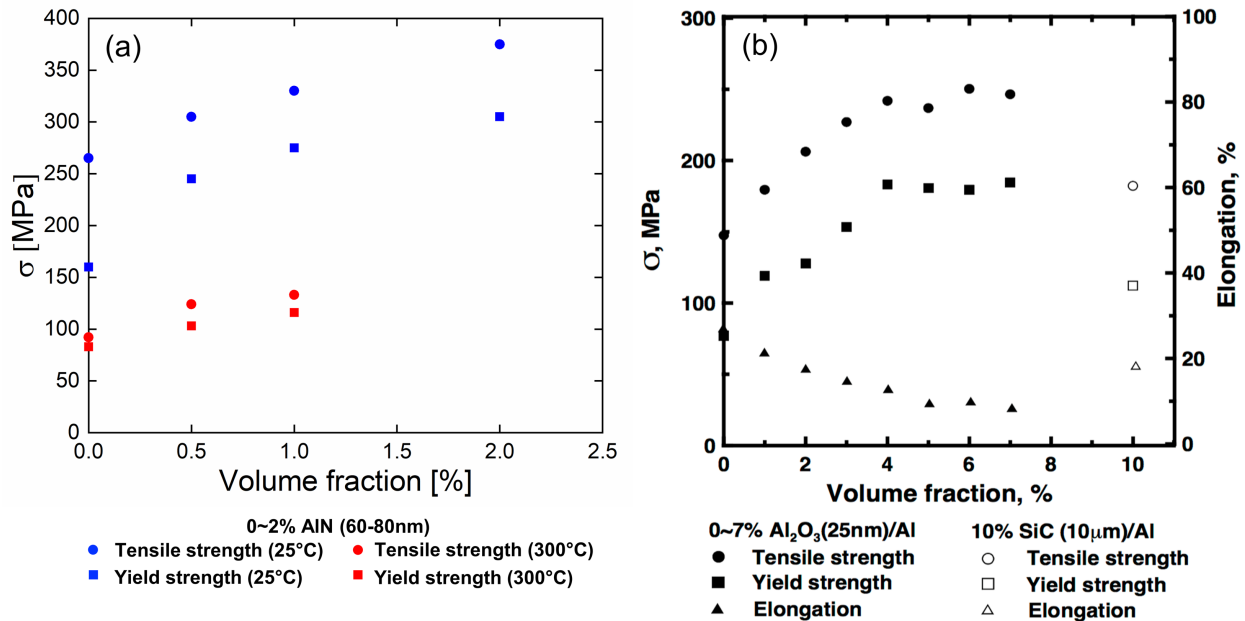 (a)
400
350
300
250
200
150
100
50
0
σ [MPa]
0.0 0.5 1.0 1.5 2.0 2.5
Volume fraction [%]
0~2% AlN (60-80nm)
Tensile strength (25°C) Tensile strength (300°C)
Yield strength (25°C) Yield strength (300°C)
(b)
300
200
100
0
σ, MPa
100
80
60
40
20
0
Elongation, %
0 2 4 6 8 10
Volume fraction, %
0~7% Al₂O₃(25nm)/Al 10% SiC (10μm)/Al
Tensile strength Tensile strength
Yield strength Yield strength
Elongation Elongation